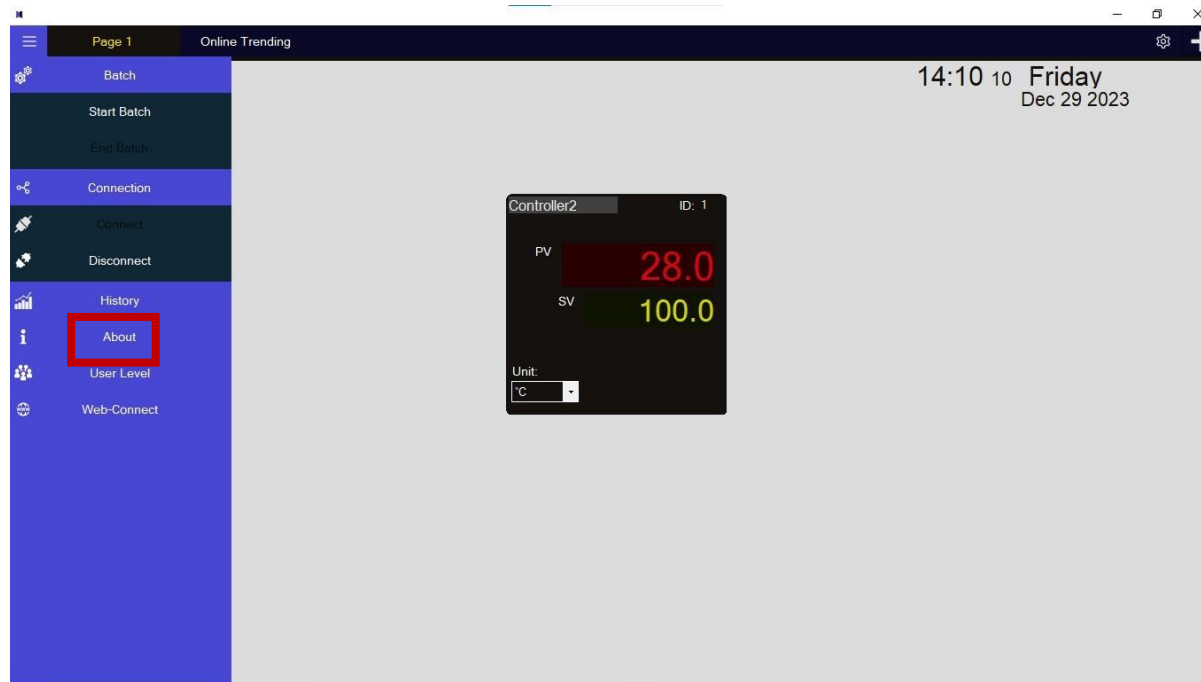 Page 1
Online Trending
Batch
14:10 10 Friday
Dec 29 2023
Start Batch
End Batch
Connection
Connect
Disconnect
History
About
User Level
Web-Connect
Controller2
ID: 1
PV
28.0
SV
100.0
Unit:
°C